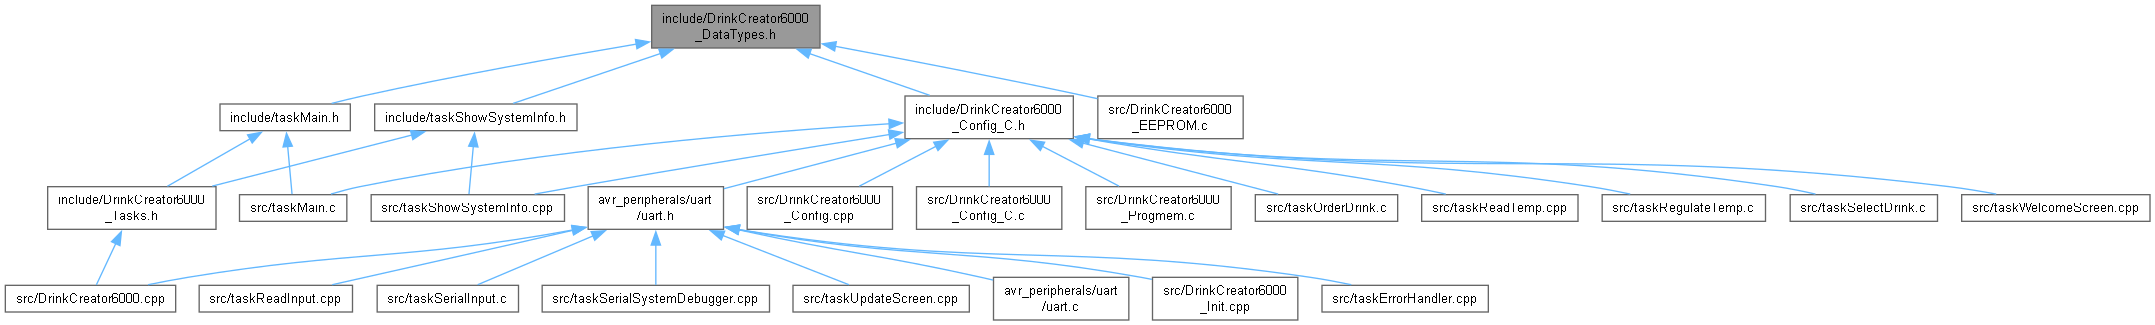 include/DrinkCreator6000
_DataTypes.h
include/taskMain.h
include/taskShowSystemInfo.h
include/DrinkCreator6000
_Config_C.h
src/DrinkCreator6000
_EEPROM.c
include/DrinkCreator6000
_Tasks.h
src/taskMain.c
src/taskShowSystemInfo.cpp
avr_peripherals/uart
/uart.h
src/DrinkCreator6000
_Config.cpp
src/DrinkCreator6000
_Config_C.c
src/DrinkCreator6000
_Progmem.c
src/taskOrderDrink.c
src/taskReadTemp.cpp
src/taskRegulateTemp.c
src/taskSelectDrink.c
src/taskWelcomeScreen.cpp
src/DrinkCreator6000.cpp
src/taskReadInput.cpp
src/taskSerialInput.c
src/taskSerialSystemDebugger.cpp
src/taskUpdateScreen.cpp
avr_peripherals/uart
/uart.c
src/DrinkCreator6000
_Init.cpp
src/taskErrorHandler.cpp